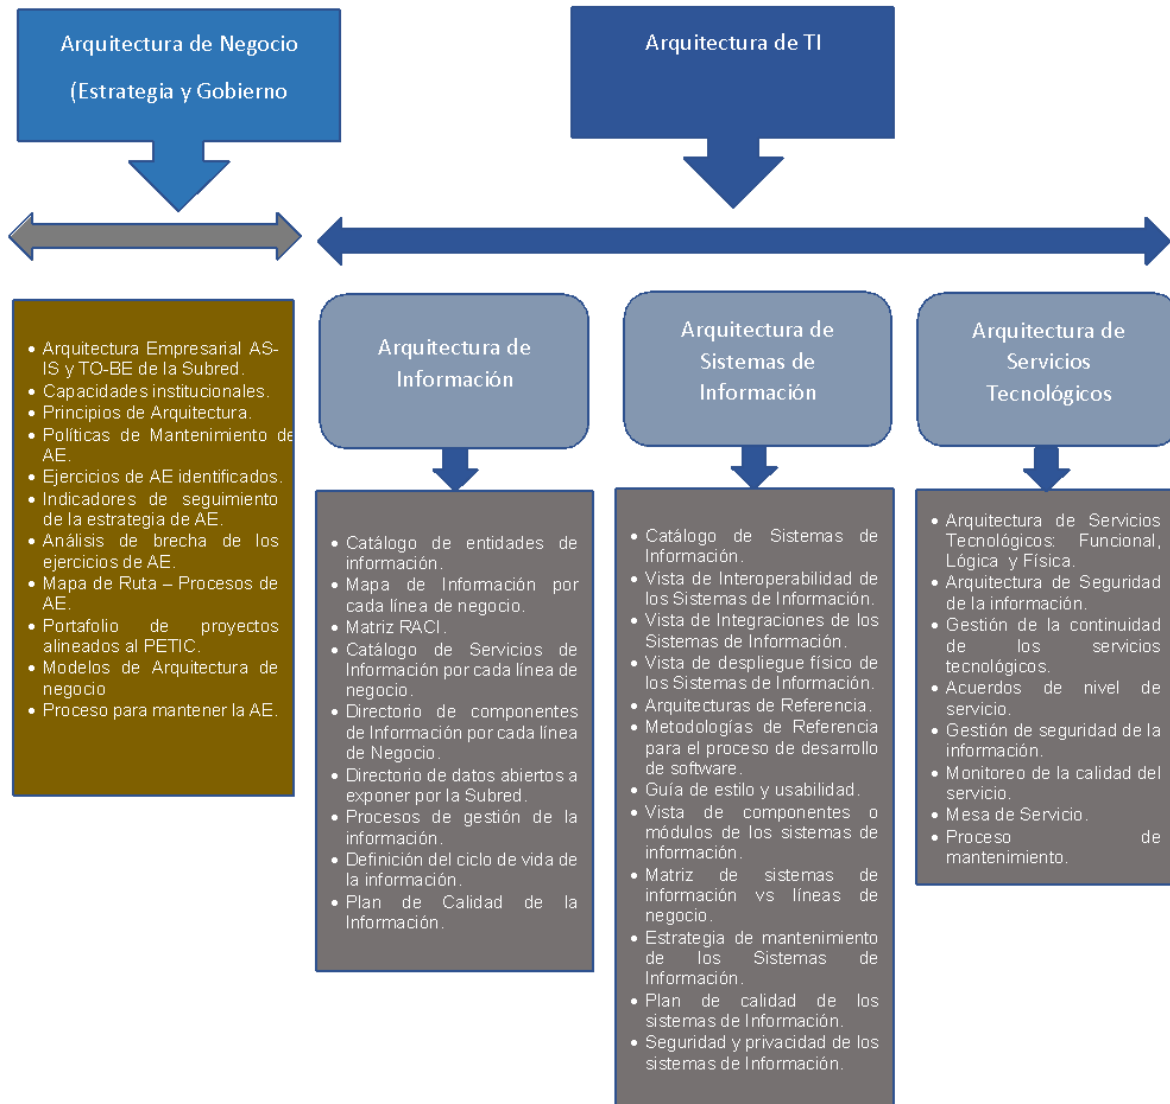 Arquitectura de Negocio
(Estrategia y Gobierno
Arquitectura de TI
• Arquitectura Empresarial AS-
IS y TO-BE de la Subred.
• Capacidades institucionales.
• Principios de Arquitectura.
• Políticas de Mantenimiento de
AE.
• Ejercicios de AE identificados.
• Indicadores de seguimiento
de la estrategia de AE.
• Análisis de brecha de los
ejercicios de AE.
• Mapa de Ruta – Procesos de
AE.
• Portafolio de proyectos
alineados al PETIC.
• Modelos de Arquitectura de
negocio
• Proceso para mantener la AE.
Arquitectura de
Información
• Catálogo de entidades de
información.
• Mapa de Información por
cada línea de negocio.
• Matriz RACI.
• Catálogo de Servicios de
Información por cada línea de
negocio.
• Directorio de componentes
de Información por cada línea
de Negocio.
• Directorio de datos abiertos a
exponer por la Subred.
• Procesos de gestión de la
información.
• Definición del ciclo de vida de
la información.
• Plan de Calidad de la
Información.
Arquitectura de
Sistemas de
Información
• Catálogo de Sistemas de
Información.
• Vista de Interoperabilidad de
los Sistemas de Información.
• Vista de Integraciones de los
Sistemas de Información.
• Vista de despliegue físico de
los Sistemas de Información.
• Arquitecturas de Referencia.
• Metodologías de Referencia
para el proceso de desarrollo
de software.
• Guía de estilo y usabilidad.
• Vista de componentes o
módulos de los sistemas de
información.
• Matriz de sistemas de
información vs líneas de
negocio.
• Estrategia de mantenimiento
de los Sistemas de
Información.
• Plan de calidad de los
sistemas de Información.
• Seguridad y privacidad de los
sistemas de Información.
Arquitectura de
Servicios
Tecnológicos
• Arquitectura de Servicios
Tecnológicos: Funcional,
Lógica y Física.
• Arquitectura de Seguridad
de la información.
• Gestión de la continuidad
de los servicios
tecnológicos.
• Acuerdos de nivel de
servicio.
• Gestión de seguridad de la
información.
• Monitoreo de la calidad del
servicio.
• Mesa de Servicio.
• Proceso de
mantenimiento.